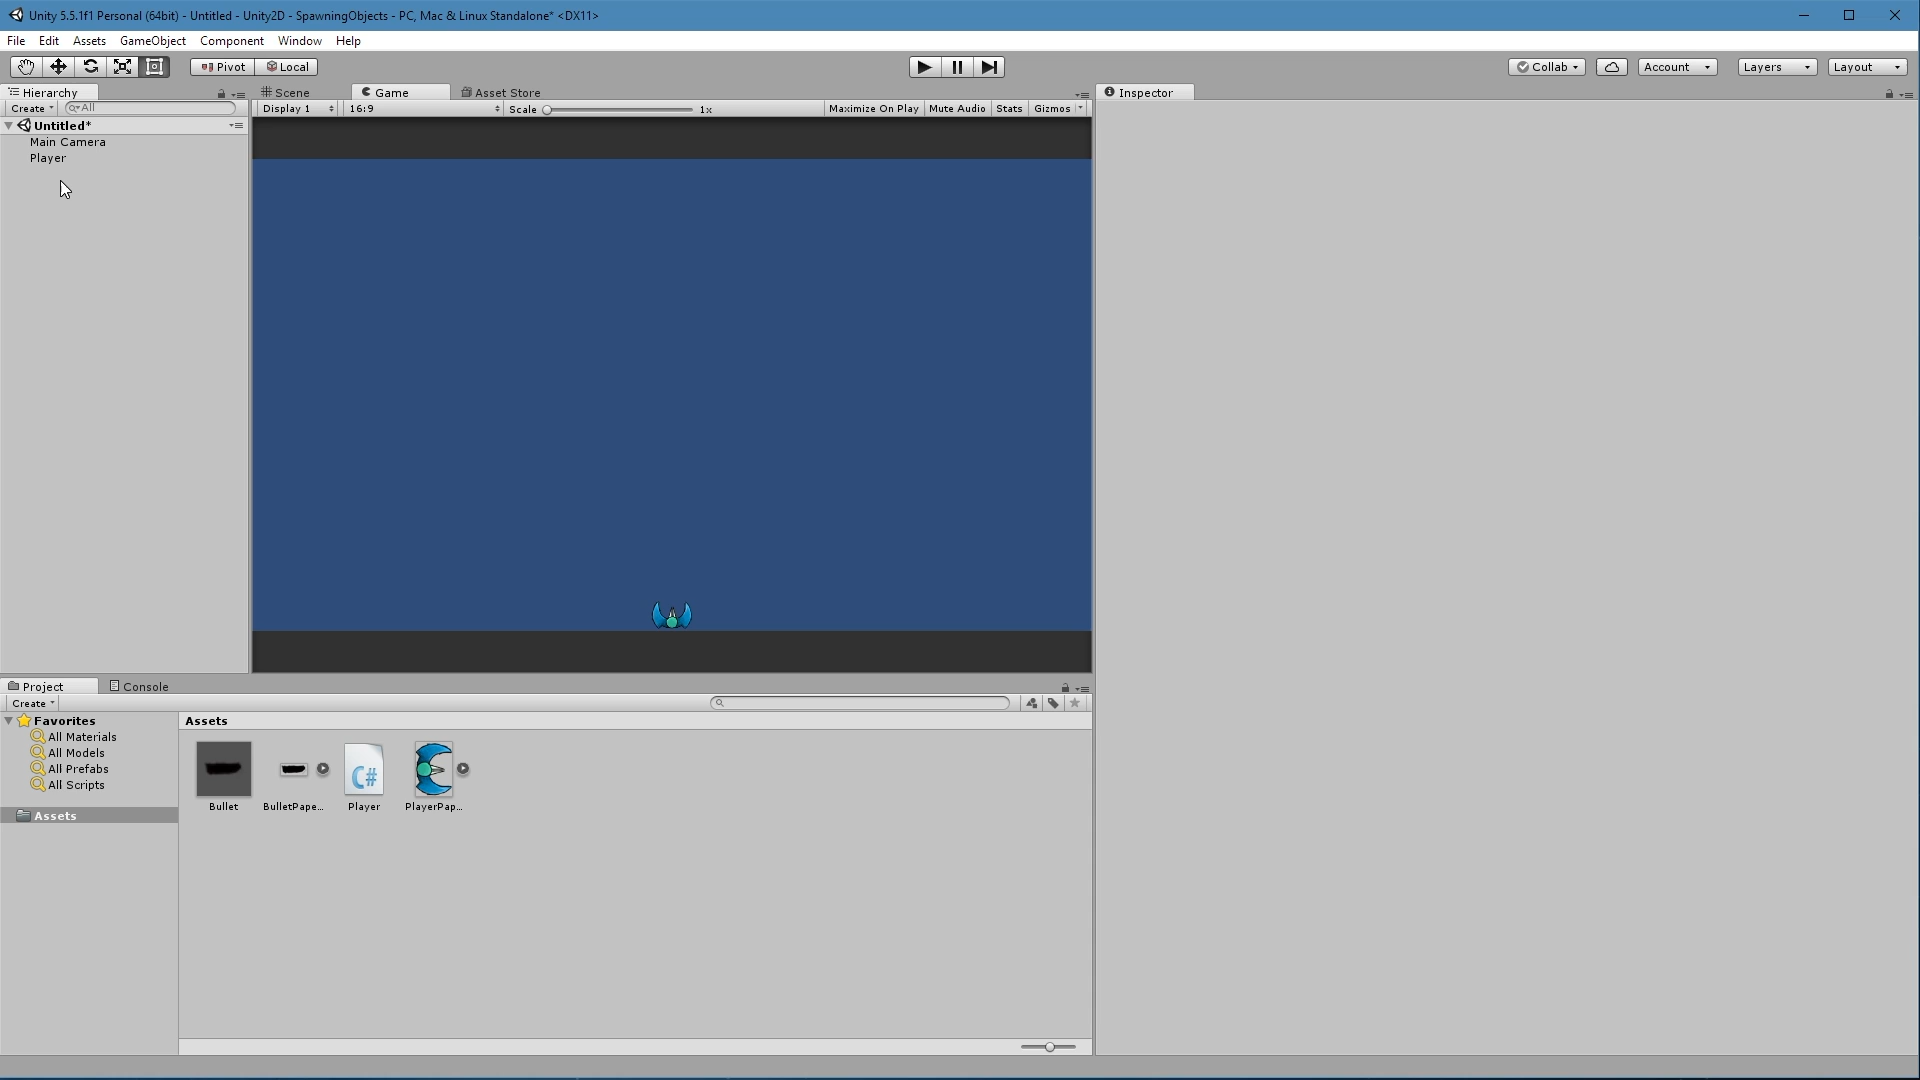 Unity 5.5.1f1 Personal (64bit) - Untitled - Unity2D - SpawningObjects - PC, Mac & Linux Standalone* <DX11>
File Edit Assets GameObject Component Window Help
Pivot Local Collab Account Layers Layout
Hierarchy Scene Game Asset Store Inspector
Create All Display 1 16:9 Scale 1x Maximize On Play Mute Audio Stats Gizmos
Untitled*
Main Camera
Player
Project Console
Create
Favorites Assets
All Materials
All Models
All Prefabs
All Scripts
Assets
C#
Bullet BulletPape... Player PlayerPap...